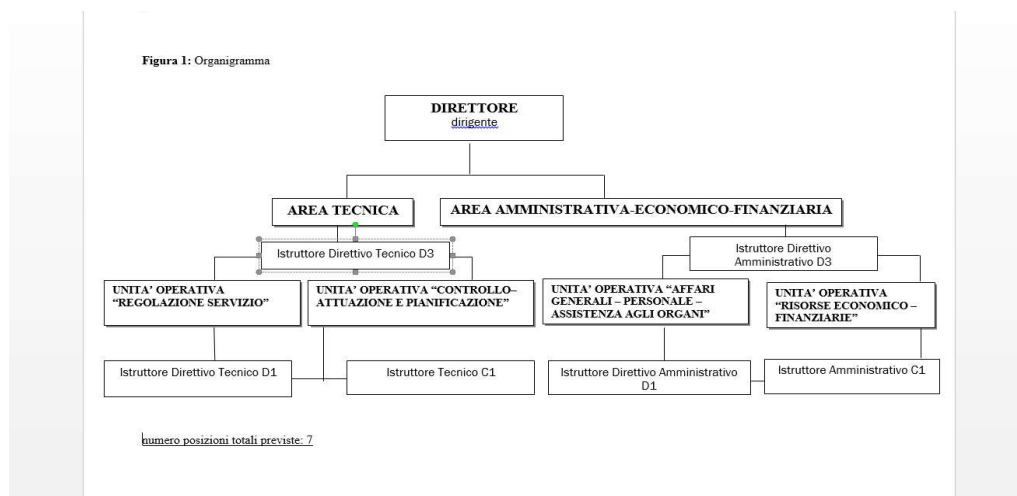 Figura 1: Organigramma
DIRETTORE
dirigente
AREA TECNICA
AREA AMMINISTRATIVA-ECONOMICO-FINANZIARIA
Istruttore Direttivo Tecnico D3
Istruttore Direttivo
Amministrativo D3
UNITA’ OPERATIVA
“REGOLAZIONE SERVIZIO”
UNITA’ OPERATIVA “CONTROLLO–
ATTUAZIONE E PIANIFICAZIONE”
UNITA’ OPERATIVA “AFFARI
GENERALI – PERSONALE –
ASSISTENZA AGLI ORGANI”
UNITA’ OPERATIVA
“RISORSE ECONOMICO –
FINANZIARIE”
Istruttore Direttivo Tecnico D1
Istruttore Tecnico C1
Istruttore Direttivo Amministrativo
D1
Istruttore Amministrativo C1
numero posizioni totali previste: 7